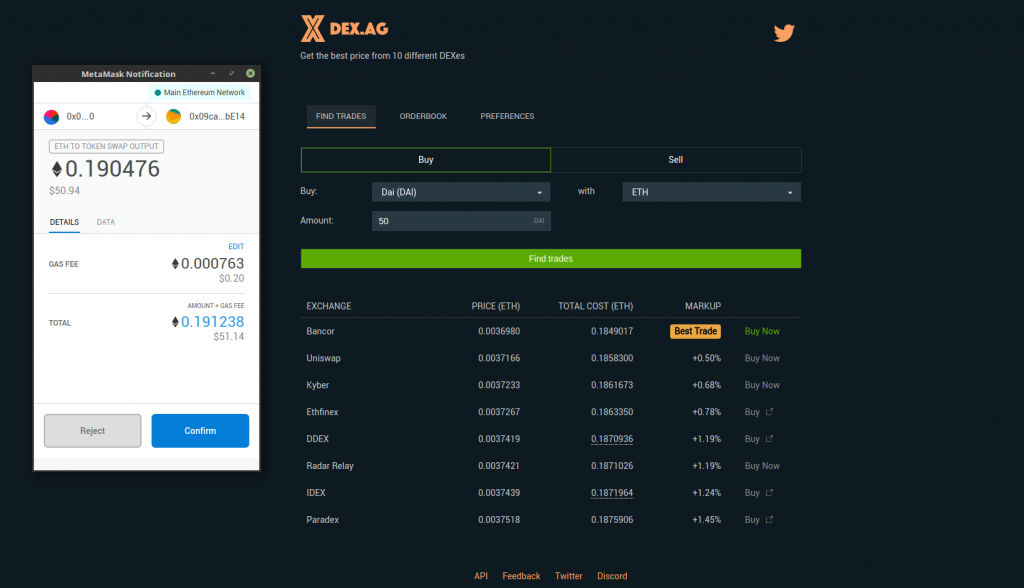 MetaMask Notification
Main Ethereum Network
0x0...0
0x09ca...bE14
ETH TO TOKEN SWAP OUTPUT
0.190476
$50.94
DETAILS DATA
EDIT
GAS FEE 0.000763
$0.20
AMOUNT + GAS FEE
TOTAL 0.191238
$51.14
Reject Confirm
DEX.AG
Get the best price from 10 different DEXes
FIND TRADES ORDERBOOK PREFERENCES
Buy Sell
Buy: Dai (DAI) with ETH
Amount: 50 DAI
Find trades
EXCHANGE PRICE (ETH) TOTAL COST (ETH) MARKUP
Bancor 0.0036980 0.1849017 Best Trade Buy Now
Uniswap 0.0037166 0.1858300 +0.50% Buy Now
Kyber 0.0037233 0.1861673 +0.68% Buy Now
Ethfinex 0.0037267 0.1863350 +0.78% Buy
DDEX 0.0037419 0.1870936 +1.19% Buy
Radar Relay 0.0037421 0.1871026 +1.19% Buy Now
IDEX 0.0037439 0.1871964 +1.24% Buy
Paradex 0.0037518 0.1875906 +1.45% Buy
API Feedback Twitter Discord